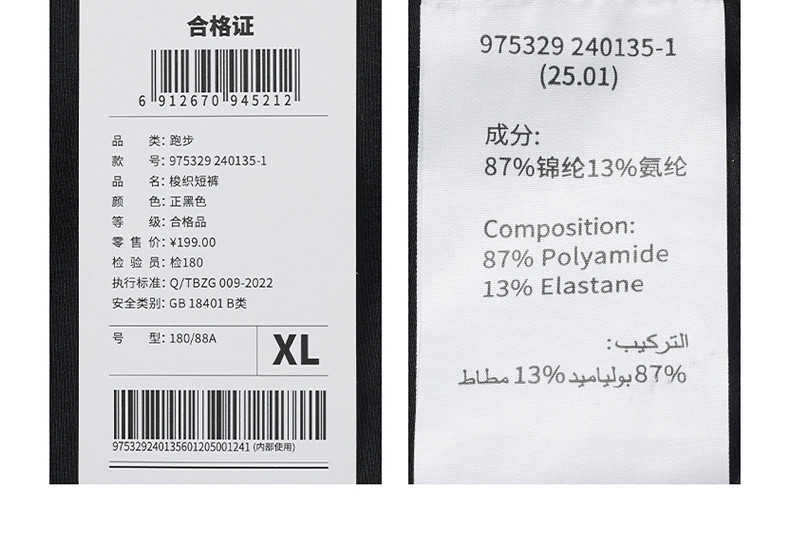 合格证
6 912670 945212
品 类: 跑步
款 号: 975329 240135-1
品 名: 梭织短裤
颜 色: 正黑色
等 级: 合格品
零 售 价: ¥199.00
检 验 员: 检180
执行标准: Q/TBZG 009-2022
安全类别: GB 18401 B类
号 型: 180/88A
XL
975329240135601205001241 (内部使用)
975329 240135-1
(25.01)
成分:
87%锦纶13%氨纶
Composition:
87% Polyamide
13% Elastane
التركيب:
87% بولياميد 13% مطاط